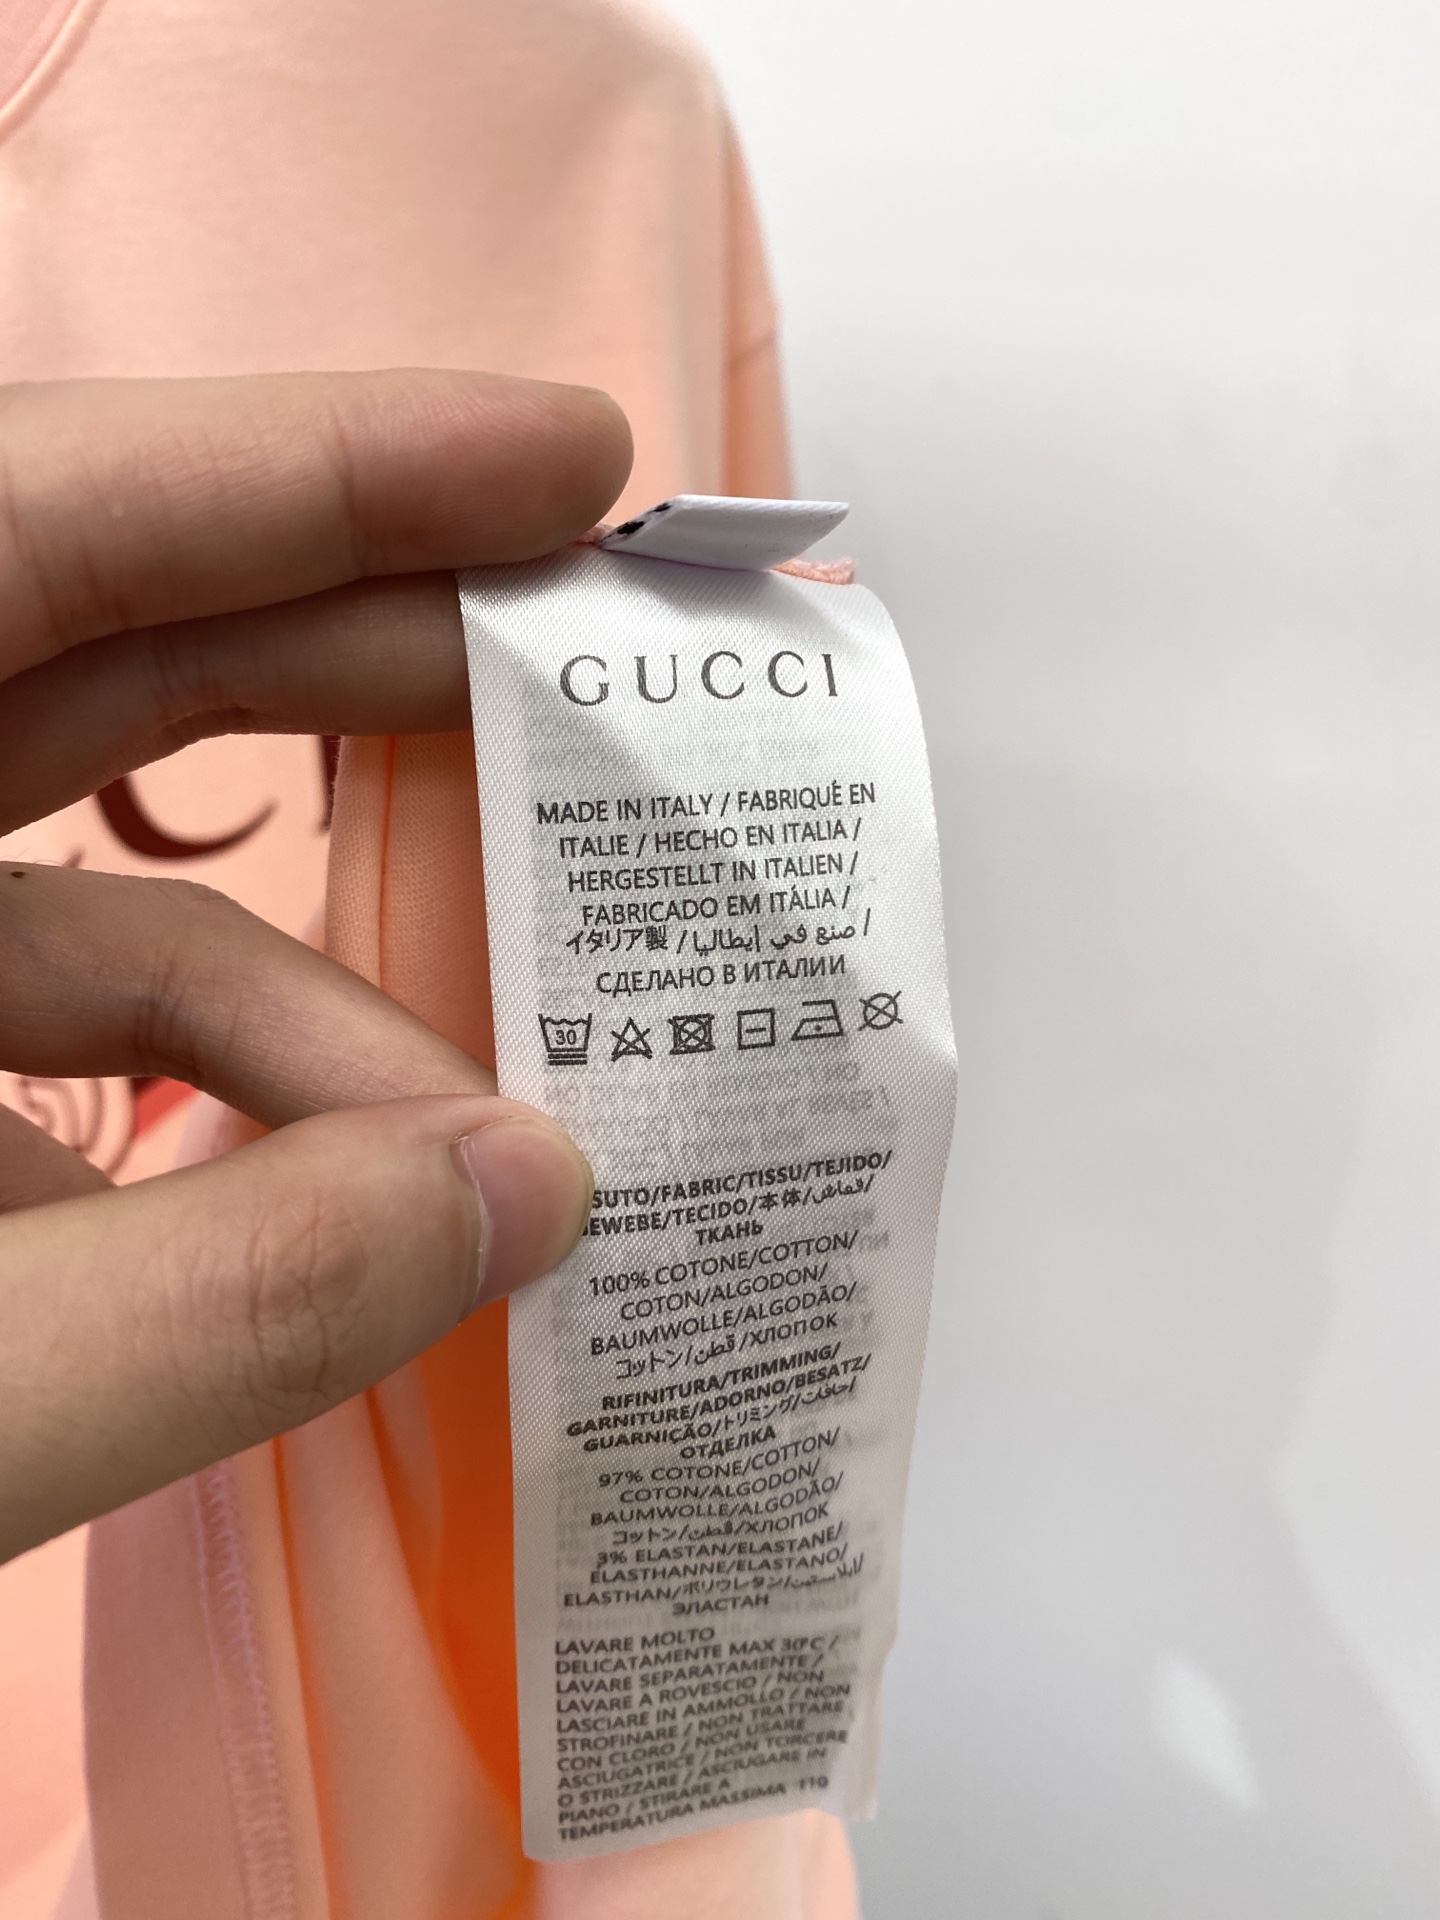 GUCCI
MADE IN ITALY / FABRIQUÉ EN
ITALIE / HECHO EN ITALIA /
HERGESTELLT IN ITALIEN /
FABRICADO EM ITÁLIA /
イタリア製 / صنع في إيطاليا /
СДЕЛАНО В ИТАЛИИ
30
SUTO/FABRIC/TISSU/TEJIDO/
EWEBE/TECIDO/本体/قماش/
ТКАНЬ
100% COTONE/COTTON/
COTON/ALGODON/
BAUMWOLLE/ALGODÃO/
コットン/قطن/ХЛОПОК
RIFINITURA/TRIMMING/
GARNITURE/ADORNO/BESATZ/
GUARNIÇÃO/トリミング/حافات/
ОТДЕЛКА
97% COTONE/COTTON/
COTON/ALGODON/
BAUMWOLLE/ALGODÃO/
コットン/قطن/ХЛОПОК
3% ELASTAN/ELASTANE/
ELASTHANNE/ELASTANO/
ELASTHAN/ポリウレタン/إيلاستين/
ЭЛАСТАН
LAVARE MOLTO
DELICATAMENTE MAX 30°C /
LAVARE SEPARATAMENTE /
LAVARE A ROVESCIO / NON
LASCIARE IN AMMOLLO / NON
STROFINARE / NON TRATTARE
CON CLORO / NON USARE
ASCIUGATRICE / NON TORCERE
O STRIZZARE / ASCIUGARE IN
PIANO / STIRARE A
TEMPERATURA MASSIMA 110